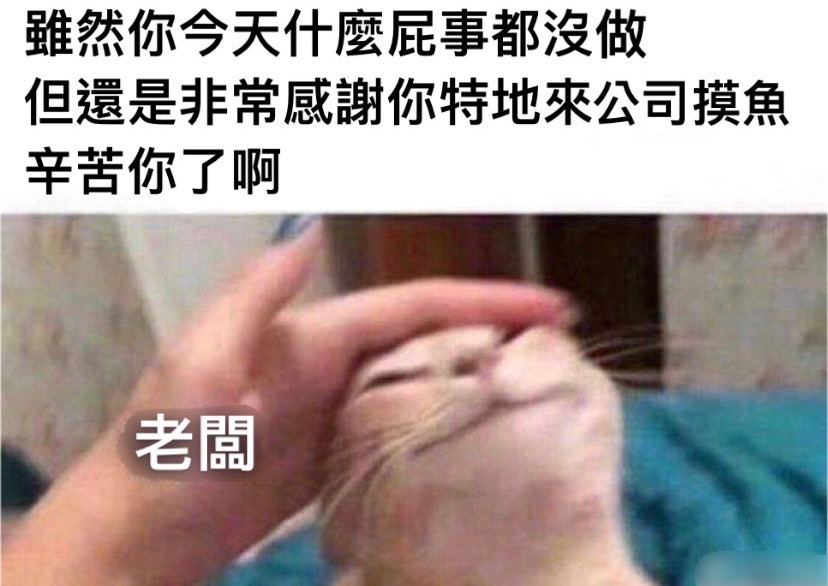 雖然你今天什麼屁事都沒做
但還是非常感謝你特地來公司摸魚
辛苦你了啊
老闆